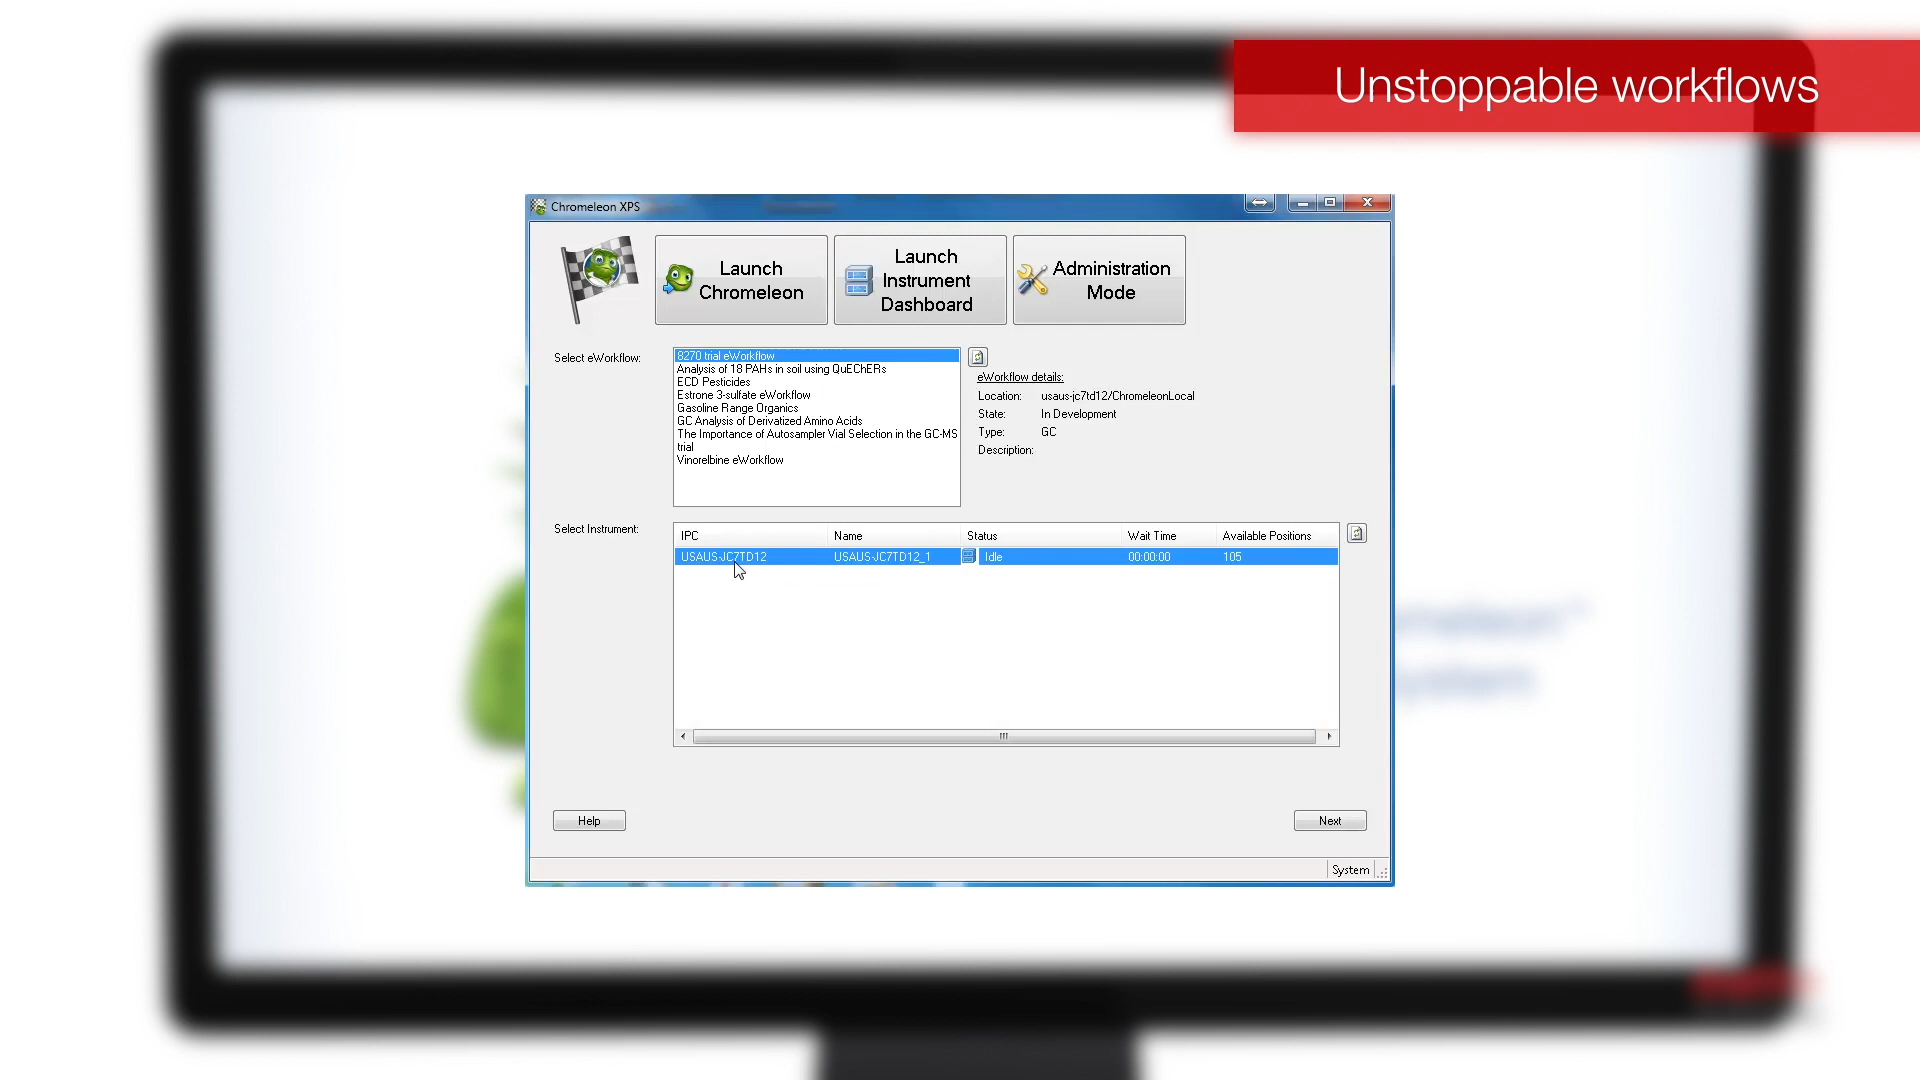 Unstoppable workflows
Chromeleon XPS
Launch
Chromeleon
Launch
Instrument
Dashboard
Administration
Mode
Select eWorkflow:
8270 trial eWorkflow
Analysis of 18 PAHs in soil using QuEChERs
ECD Pesticides
Estrone 3-sulfate eWorkflow
Gasoline Range Organics
GC Analysis of Derivatized Amino Acids
The Importance of Autosampler Vial Selection in the GC-MS
trial
Vinorelbine eWorkflow
eWorkflow details:
Location: usaus-jc7td12/ChromeleonLocal
State: In Development
Type: GC
Description:
Select Instrument:
IPC Name Status Wait Time Available Positions
USAUS-JC7TD12 USAUS-JC7TD12_1 Idle 00:00:00 105
Help
Next
System